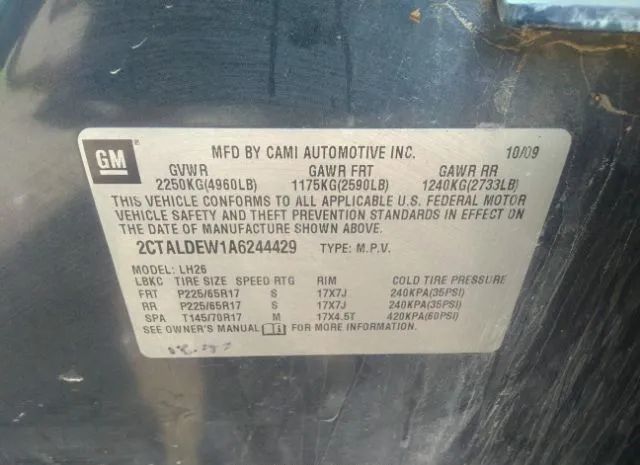 GM
MFD BY CAMI AUTOMOTIVE INC. 10/09
GVWR GAWR FRT GAWR RR
2250KG(4960LB) 1175KG(2590LB) 1240KG(2733LB)
THIS VEHICLE CONFORMS TO ALL APPLICABLE U.S. FEDERAL MOTOR
VEHICLE SAFETY AND THEFT PREVENTION STANDARDS IN EFFECT ON
THE DATE OF MANUFACTURE SHOWN ABOVE.
2CTALDEW1A6244429 TYPE: M.P.V.
MODEL: LH26
LBKC TIRE SIZE SPEED RTG RIM COLD TIRE PRESSURE
FRT P225/65R17 S 17X7J 240KPA(35PSI)
RR P225/65R17 S 17X7J 240KPA(35PSI)
SPA T145/70R17 M 17X4.5T 420KPA(60PSI)
SEE OWNER'S MANUAL FOR MORE INFORMATION.